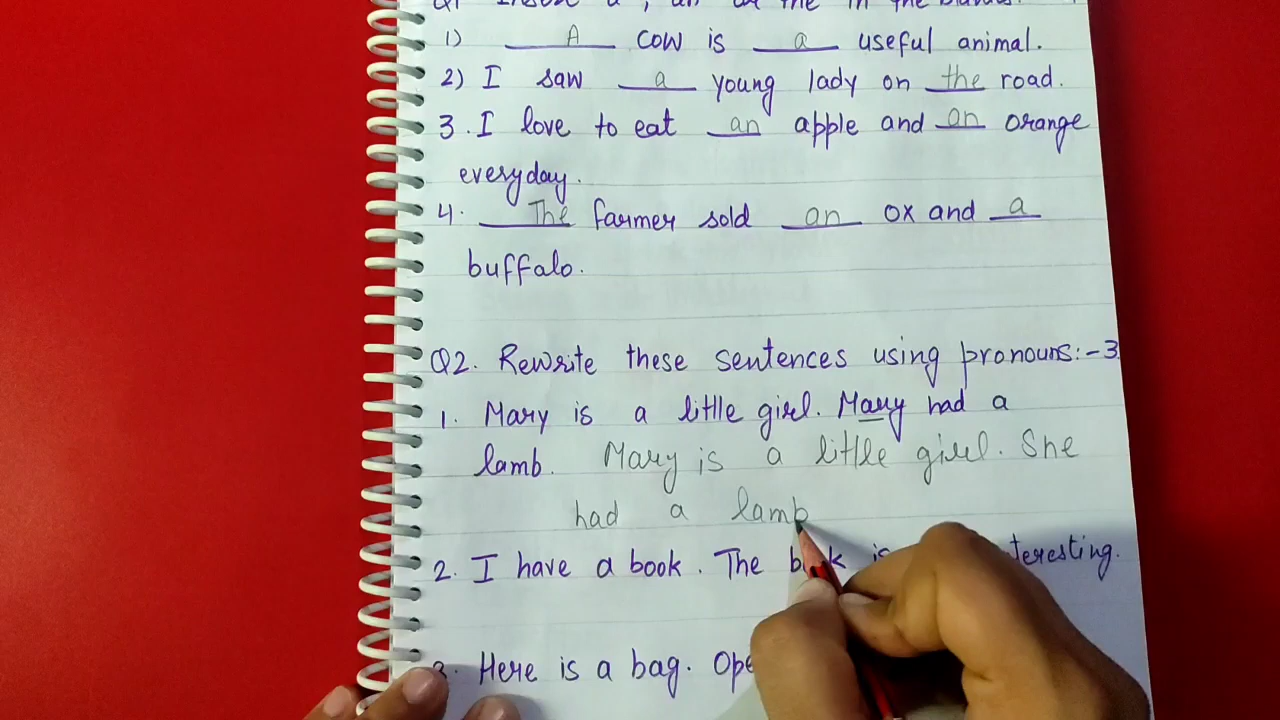 1) A cow is a useful animal.
2) I saw a young lady on the road.
3. I love to eat an apple and an orange
everyday.
4. The farmer sold an ox and a
buffalo.
Q2. Rewrite these sentences using pronouns:- 3
1. Mary is a little girl. Mary had a
lamb. Mary is a little girl. She
had a lamb
2. I have a book. The book
3. Here is a bag.